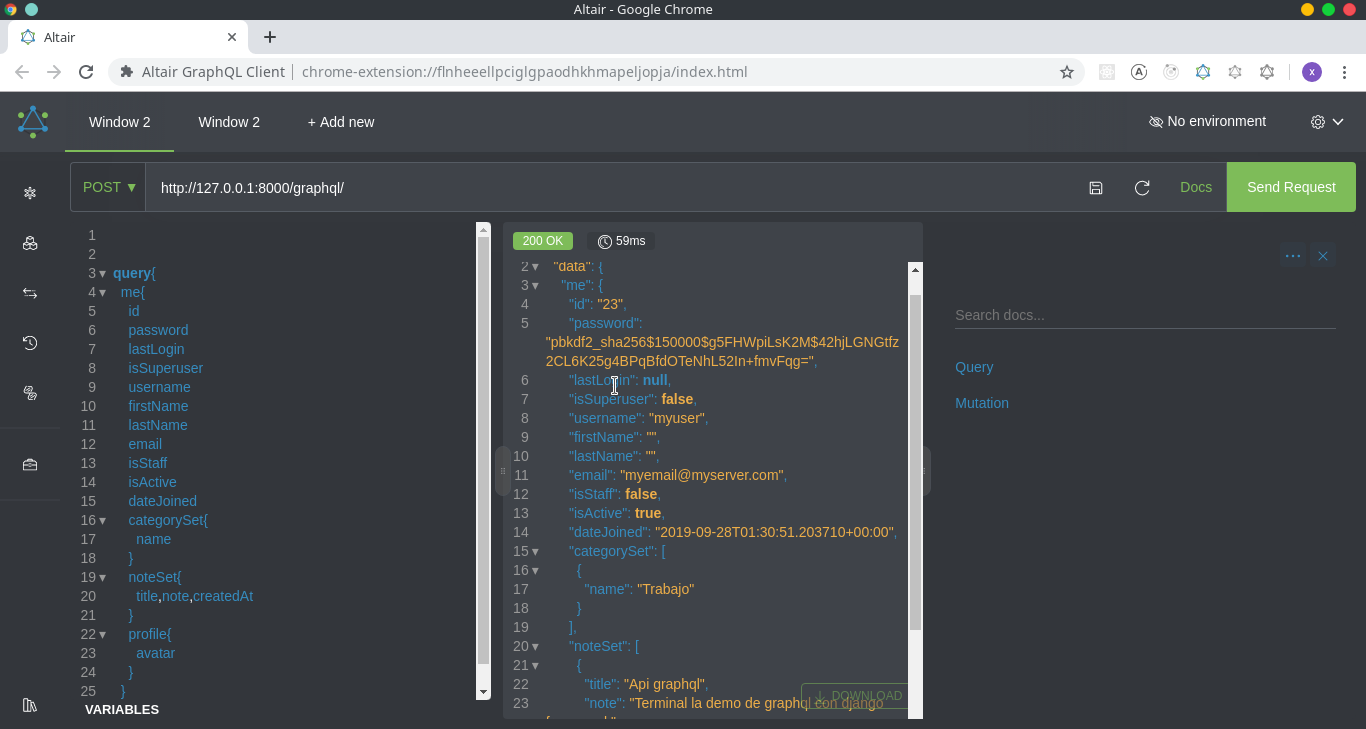 Altair - Google Chrome
Altair
Altair GraphQL Client
chrome-extension://flnheeellpciglgpaodhkhmapeljopja/index.html
A
x
Window 2
Window 2
+ Add new
No environment
POST ▼
http://127.0.0.1:8000/graphql/
Docs
Send Request
1
2
3 ▼ query{
4 ▼ me{
5 id
6 password
7 lastLogin
8 isSuperuser
9 username
10 firstName
11 lastName
12 email
13 isStaff
14 isActive
15 dateJoined
16 ▼ categorySet{
17 name
18 }
19 ▼ noteSet{
20 title,note,createdAt
21 }
22 ▼ profile{
23 avatar
24 }
25 }
VARIABLES
200 OK
59ms
2 ▼ "data": {
3 ▼ "me": {
4 "id": "23",
5 "password":
"pbkdf2_sha256$150000$g5FHWpiLsK2M$42hjLGNGtfz
2CL6K25g4BPqBfdOTeNhL52In+fmvFqg=",
6 "lastLogin": null,
7 "isSuperuser": false,
8 "username": "myuser",
9 "firstName": "",
10 "lastName": "",
11 "email": "myemail@myserver.com",
12 "isStaff": false,
13 "isActive": true,
14 "dateJoined": "2019-09-28T01:30:51.203710+00:00",
15 ▼ "categorySet": [
16 ▼ {
17 "name": "Trabajo"
18 }
19 ],
20 ▼ "noteSet": [
21 ▼ {
22 "title": "Api graphql",
23 "note": "Terminal la demo de graphql con django
DOWNLOAD
Search docs...
Query
Mutation